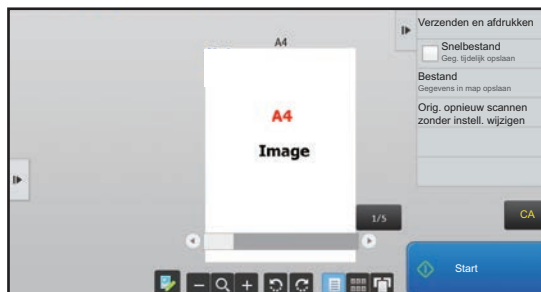 A4
A4
Image
1/5
Verzenden en afdrukken
Snelbestand
Geg. tijdelijk opslaan
Bestand
Gegevens in map opslaan
Orig. opnieuw scannen
zonder instell. wijzigen
CA
Start